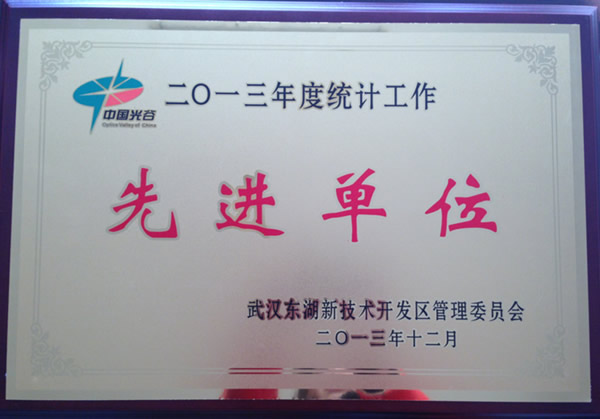 二〇一三年度统计工作
中国光谷
Optics Valley of China
先进单位
武汉东湖新技术开发区管理委员会
二〇一三年十二月